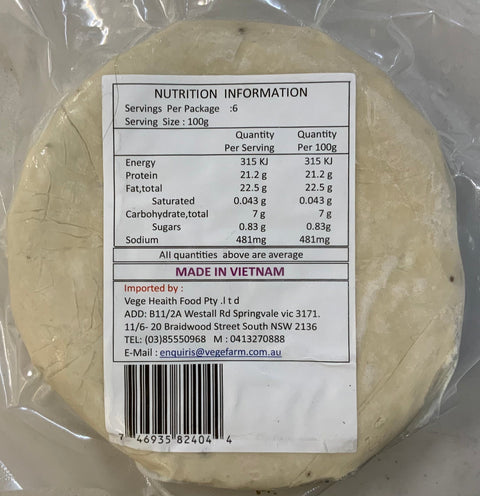 NUTRITION INFORMATION
Servings Per Package :6
Serving Size : 100g
Quantity Per Serving Quantity Per 100g
Energy 315 KJ 315 KJ
Protein 21.2 g 21.2 g
Fat,total 22.5 g 22.5 g
Saturated 0.043 g 0.043 g
Carbohydrate,total 7 g 7 g
Sugars 0.83 g 0.83g
Sodium 481mg 481mg
All quantities above are average
MADE IN VIETNAM
Imported by :
Vege Health Food Pty .l t d
ADD: B11/2A Westall Rd Springvale vic 3171.
11/6- 20 Braidwood Street South NSW 2136
TEL: (03)85550968 M : 0413270888
E-Mail : enquiris@vegefarm.com.au
7 46935 82404 4